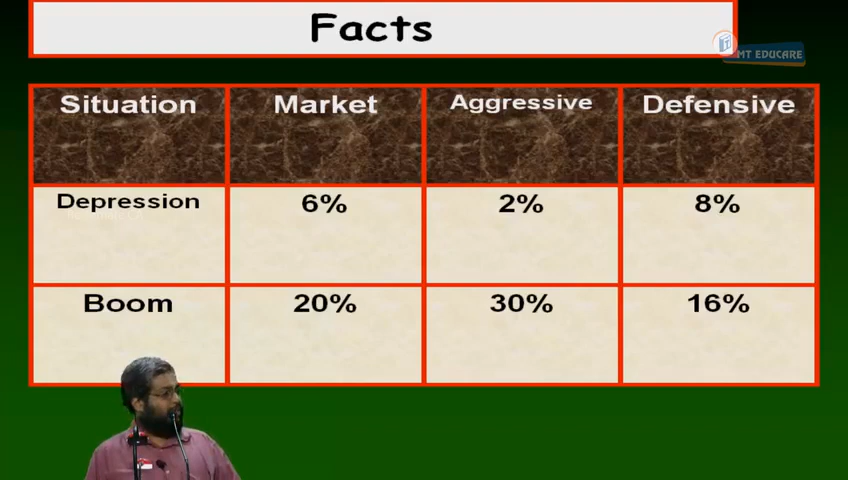 Facts
MT EDUCARE
Situation Market Aggressive Defensive
Depression 6% 2% 8%
Boom 20% 30% 16%